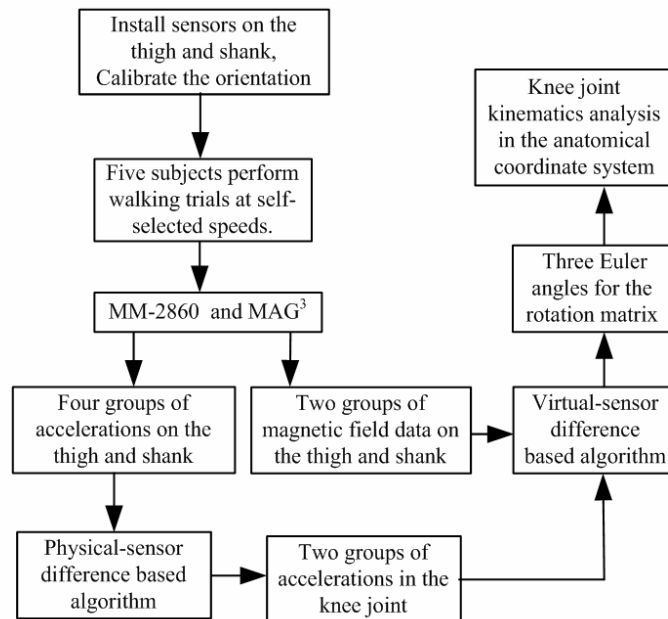 Install sensors on the
thigh and shank,
Calibrate the orientation
Five subjects perform
walking trials at self-
selected speeds.
MM-2860 and MAG³
Four groups of
accelerations on the
thigh and shank
Two groups of
magnetic field data on
the thigh and shank
Physical-sensor
difference based
algorithm
Two groups of
accelerations in the
knee joint
Virtual-sensor
difference based
algorithm
Three Euler
angles for the
rotation matrix
Knee joint
kinematics analysis
in the anatomical
coordinate system